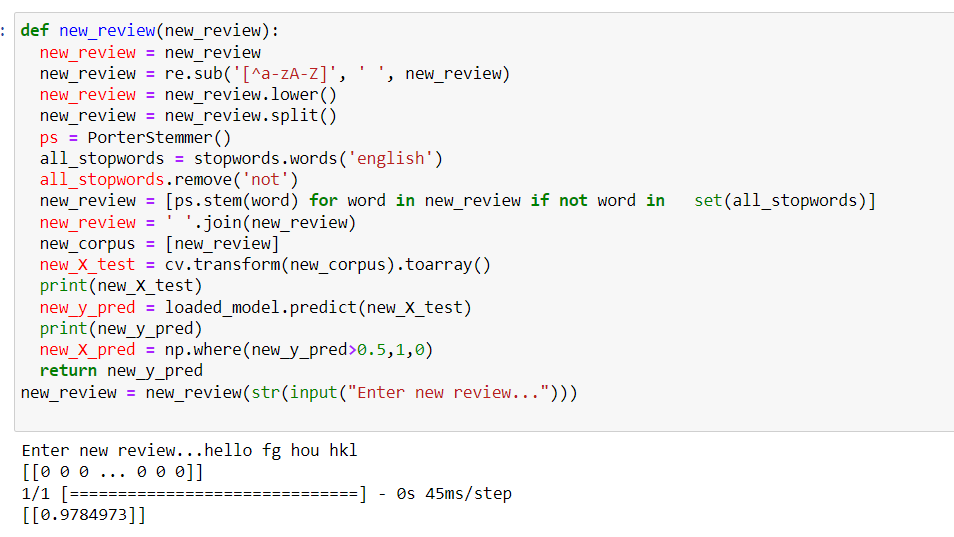 : def new_review(new_review):
  new_review = new_review
  new_review = re.sub('[^a-zA-Z]', ' ', new_review)
  new_review = new_review.lower()
  new_review = new_review.split()
  ps = PorterStemmer()
  all_stopwords = stopwords.words('english')
  all_stopwords.remove('not')
  new_review = [ps.stem(word) for word in new_review if not word in   set(all_stopwords)]
  new_review = ' '.join(new_review)
  new_corpus = [new_review]
  new_X_test = cv.transform(new_corpus).toarray()
  print(new_X_test)
  new_y_pred = loaded_model.predict(new_X_test)
  print(new_y_pred)
  new_X_pred = np.where(new_y_pred>0.5,1,0)
  return new_y_pred
new_review = new_review(str(input("Enter new review...")))
Enter new review...hello fg hou hkl
[[0 0 0 ... 0 0 0]]
1/1 [==============================] - 0s 45ms/step
[[0.9784973]]